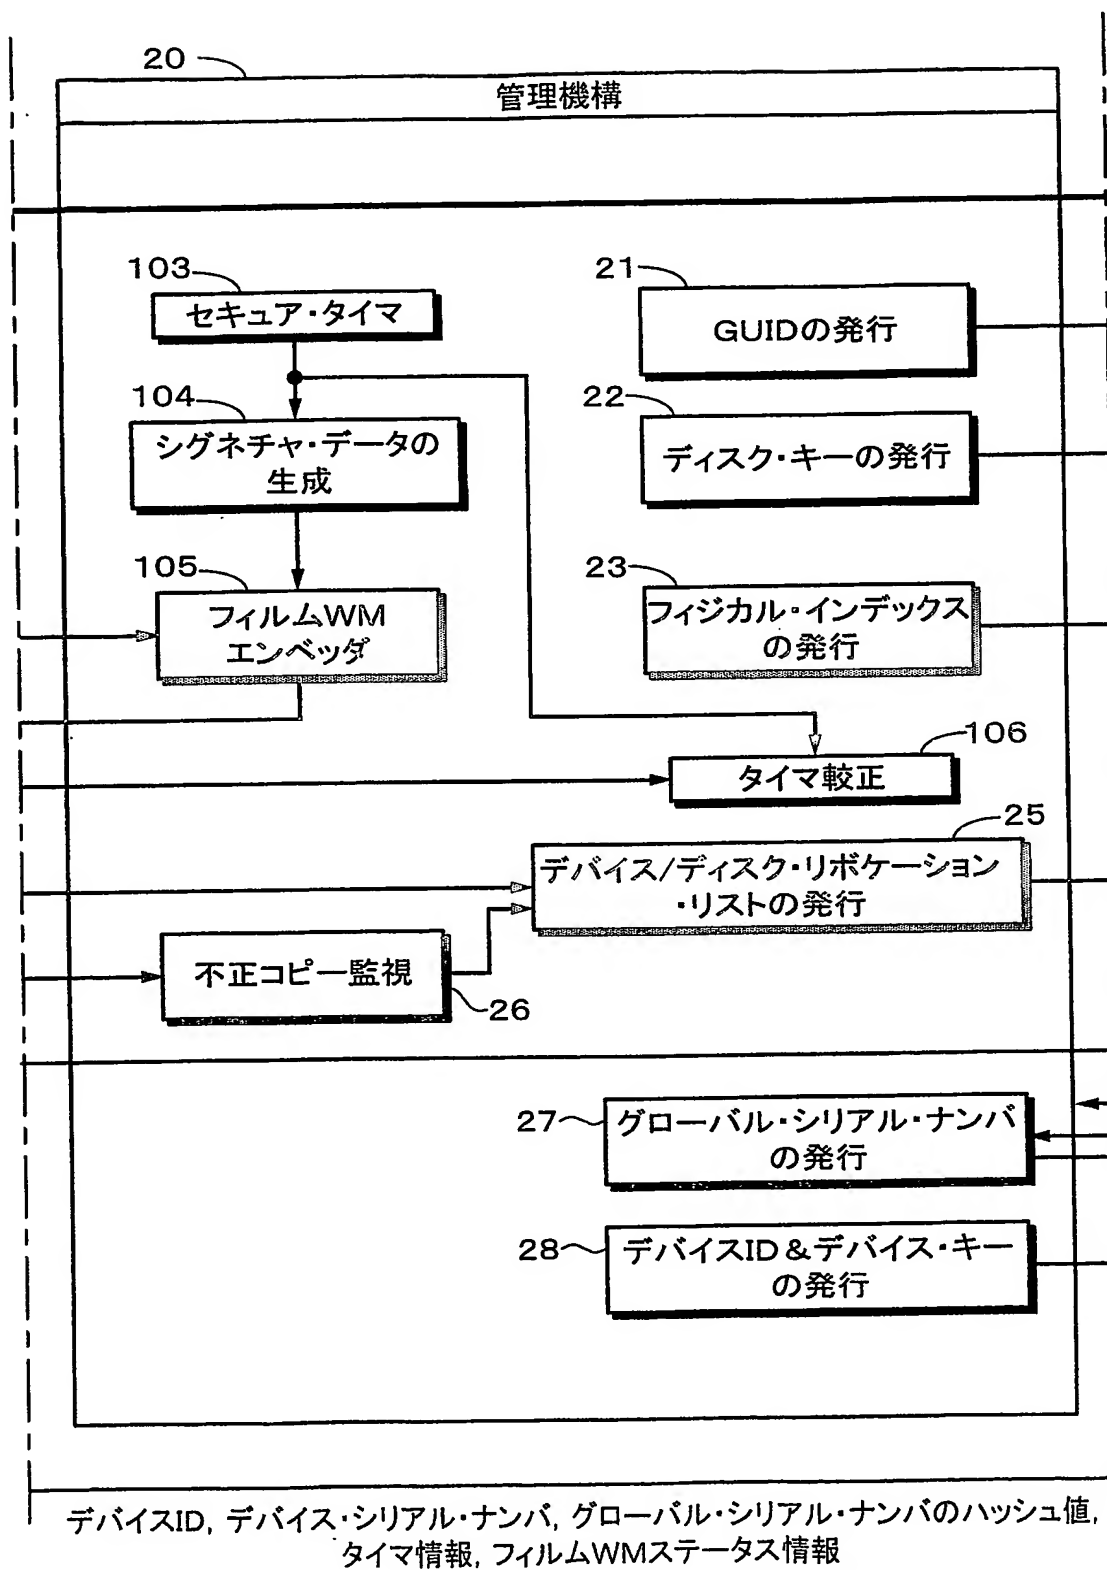 20
管理機構
103
セキュア・タイマ
21
GUIDの発行
104
シグネチャ・データの
生成
22
ディスク・キーの発行
105
フィルムWM
エンベッダ
23
フィジカル・インデックス
の発行
106
タイマ較正
25
デバイス/ディスク・リボケーション
・リストの発行
不正コピー監視
26
27
グローバル・シリアル・ナンバ
の発行
28
デバイスID&デバイス・キー
の発行
デバイスID, デバイス・シリアル・ナンバ, グローバル・シリアル・ナンバのハッシュ値,
タイマ情報, フィルムWMステータス情報